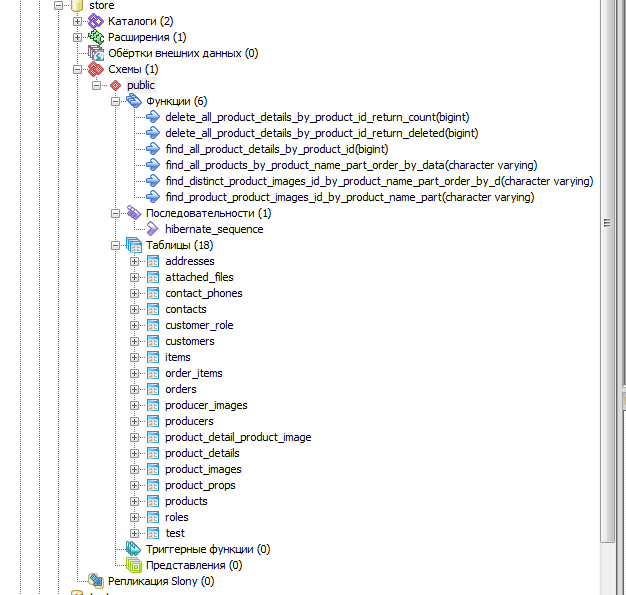 store
Каталоги (2)
Расширения (1)
Обёртки внешних данных (0)
Схемы (1)
public
Функции (6)
delete_all_product_details_by_product_id_return_count(bigint)
delete_all_product_details_by_product_id_return_deleted(bigint)
find_all_product_details_by_product_id(bigint)
find_all_products_by_product_name_part_order_by_data(character varying)
find_distinct_product_images_id_by_product_name_part_order_by_d(character varying)
find_product_product_images_id_by_product_name_part(character varying)
Последовательности (1)
hibernate_sequence
Таблицы (18)
addresses
attached_files
contact_phones
contacts
customer_role
customers
items
order_items
orders
producer_images
producers
product_detail_product_image
product_details
product_images
product_props
products
roles
test
Триггерные функции (0)
Представления (0)
Репликация Slony (0)